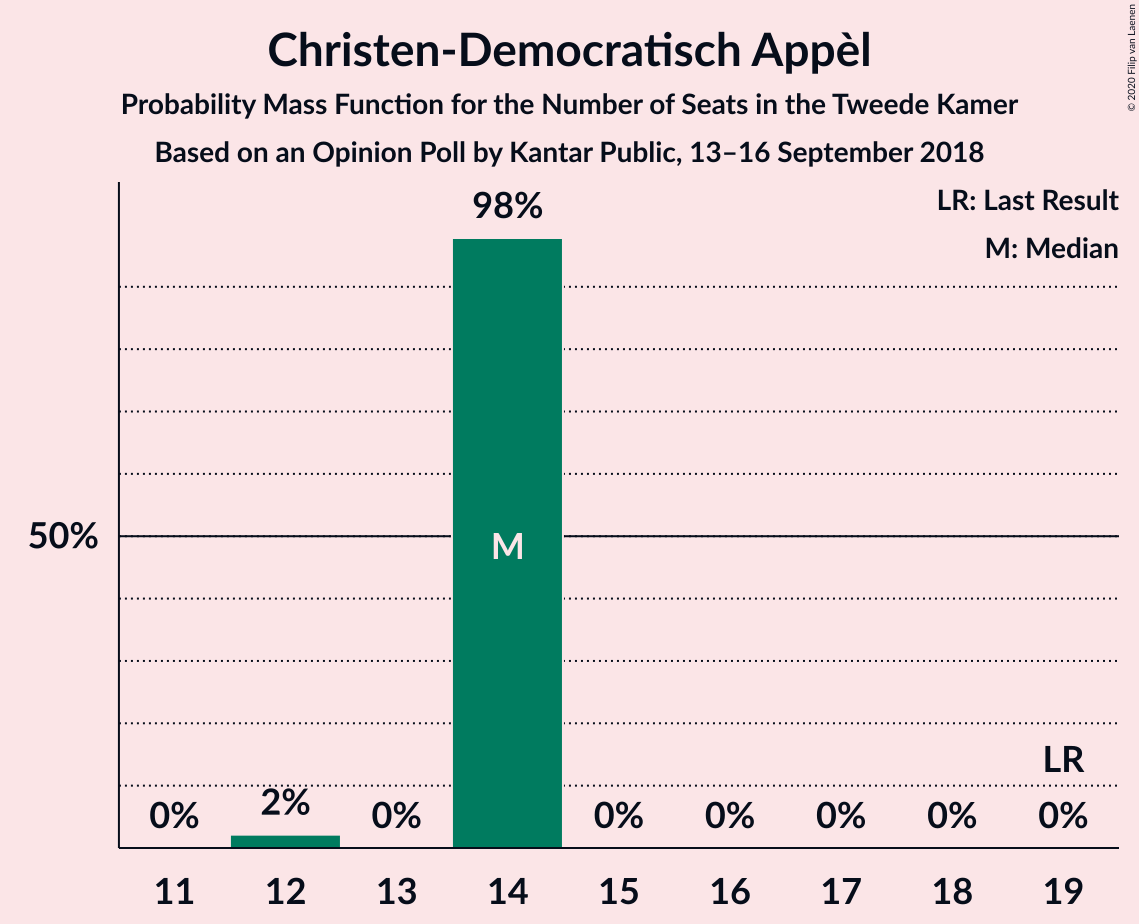 Christen-Democratisch Appèl
Probability Mass Function for the Number of Seats in the Tweede Kamer
Based on an Opinion Poll by Kantar Public, 13–16 September 2018
© 2020 Filip van Laenen
LR: Last Result
M: Median
98%
50%
M
LR
0% 2% 0% 0% 0% 0% 0% 0%
11 12 13 14 15 16 17 18 19